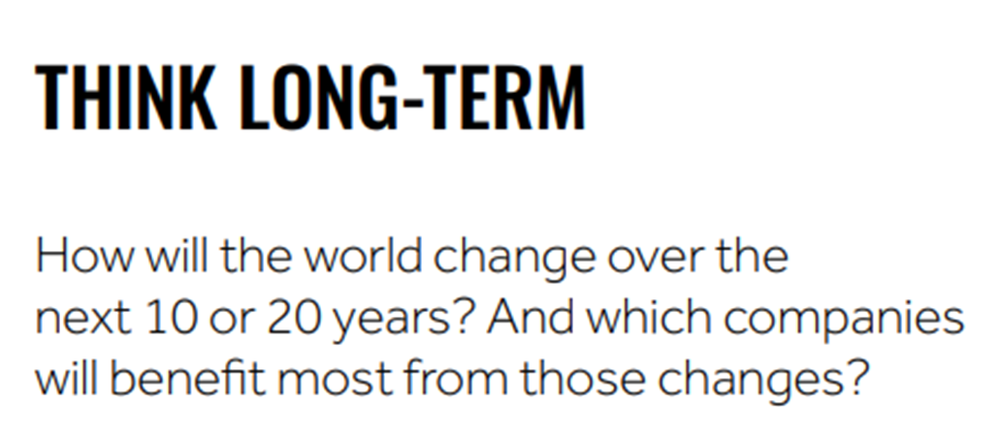 THINK LONG-TERM
How will the world change over the
next 10 or 20 years? And which companies
will benefit most from those changes?